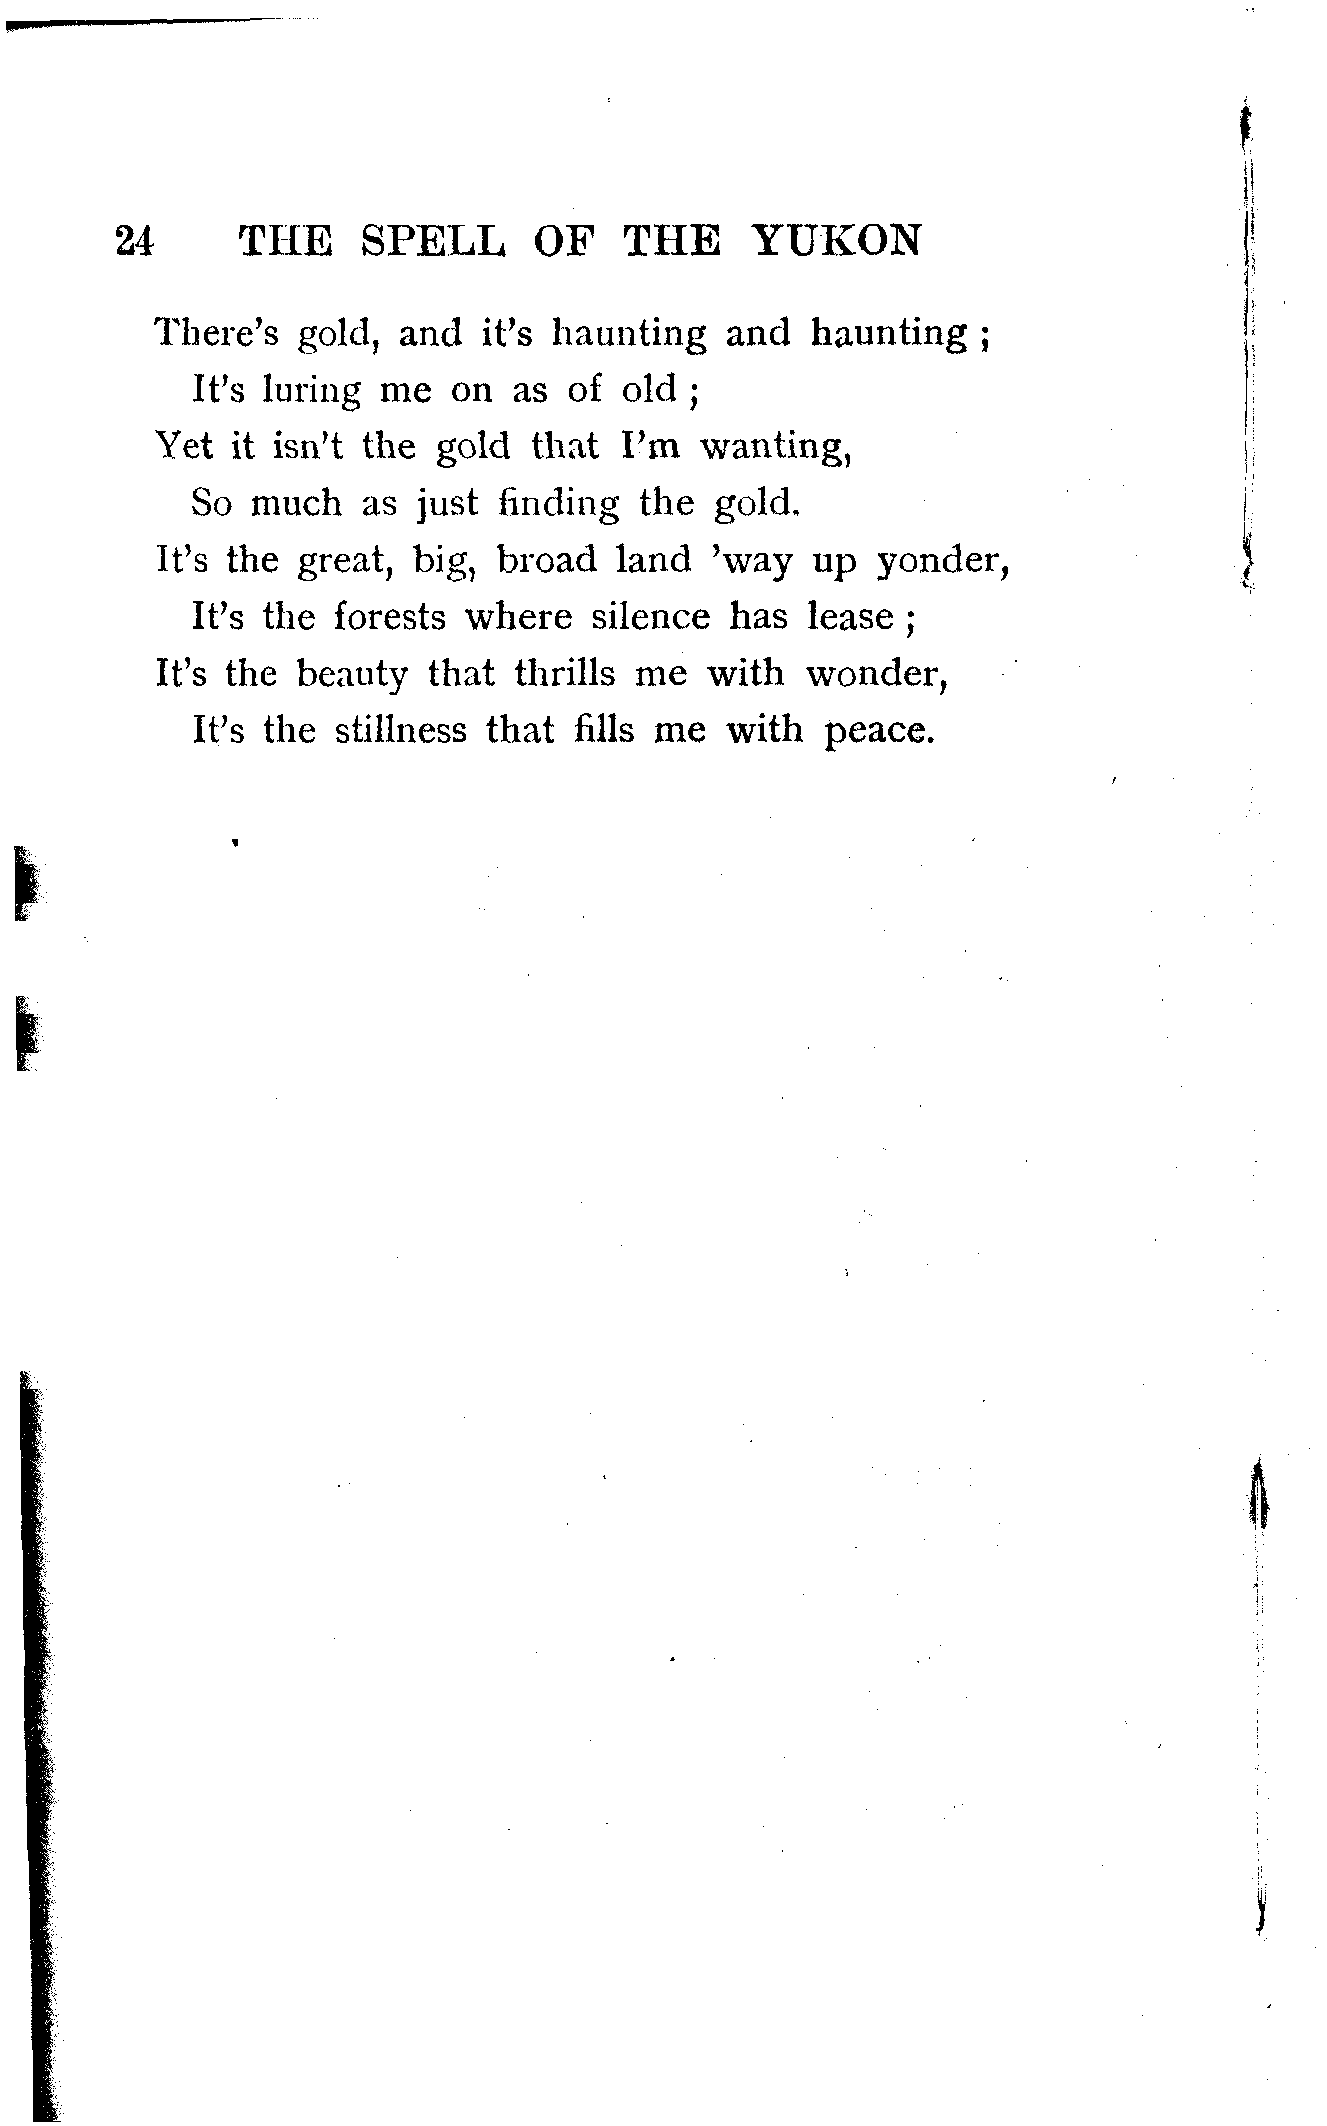 24 THE SPELL OF THE YUKON
There's gold, and it's haunting and haunting ;
It's luring me on as of old ;
Yet it isn't the gold that I'm wanting,
So much as just finding the gold.
It's the great, big, broad land 'way up yonder,
It's the forests where silence has lease ;
It's the beauty that thrills me with wonder,
It's the stillness that fills me with peace.